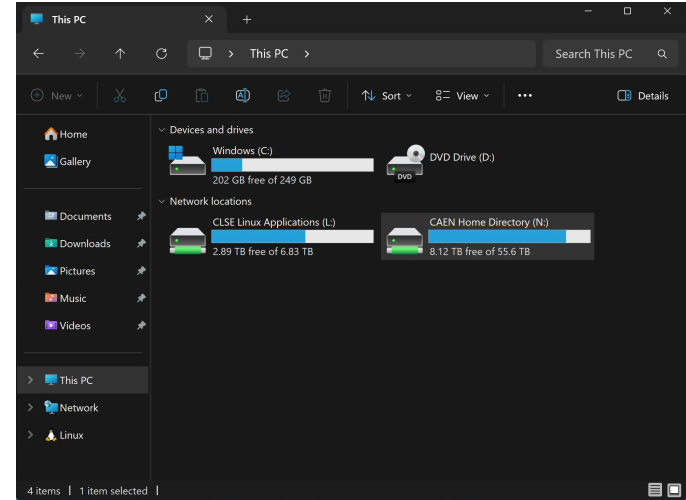 This PC
This PC
Search This PC
New
Sort
View
Details
Home
Gallery
Documents
Downloads
Pictures
Music
Videos
This PC
Network
Linux
Devices and drives
Windows (C:)
202 GB free of 249 GB
DVD Drive (D:)
DVD
Network locations
CLSE Linux Applications (L:)
2.89 TB free of 6.83 TB
CAEN Home Directory (N:)
8.12 TB free of 55.6 TB
4 items
1 item selected